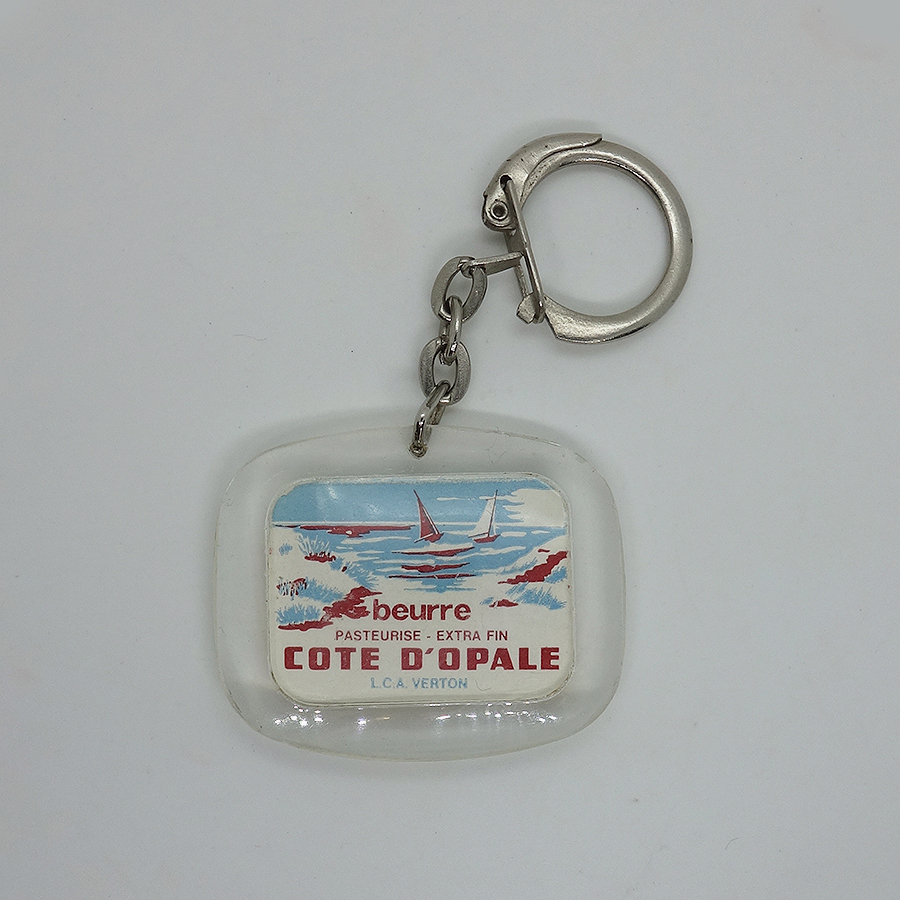 beurre
PASTEURISE - EXTRA FIN
COTE D'OPALE
L.C.A. VERTON